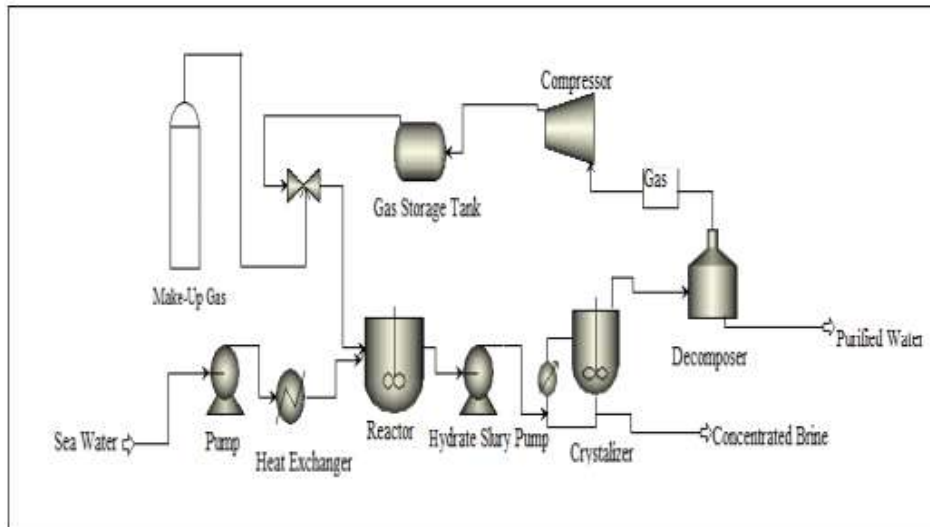 Compressor
Gas
Gas Storage Tank
Make-Up Gas
Purified Water
Decomposer
Reactor
Hydrate Slury Pump
Concentrated Brine
Sea Water
Pump
Heat Exchanger
Crystalizer